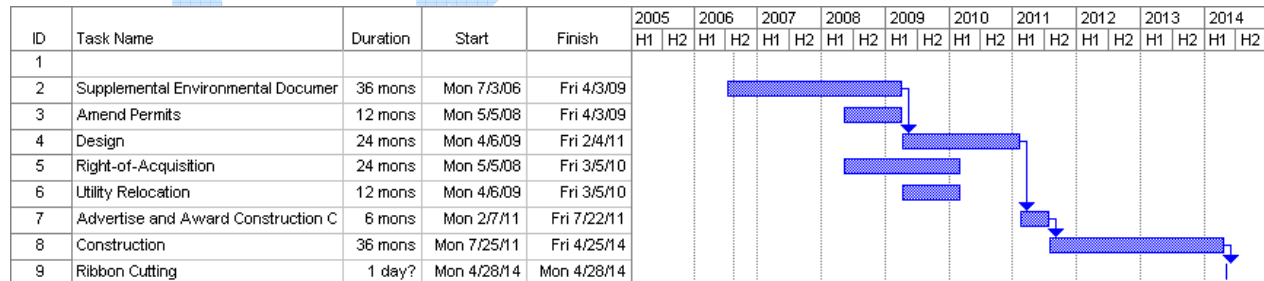 2005 2006 2007 2008 2009 2010 2011 2012 2013 2014
ID Task Name Duration Start Finish H1 H2 H1 H2 H1 H2 H1 H2 H1 H2 H1 H2 H1 H2 H1 H2 H1 H2 H1 H2
1
2 Supplemental Environmental Documer 36 mons Mon 7/3/06 Fri 4/3/09
3 Amend Permits 12 mons Mon 5/5/08 Fri 4/3/09
4 Design 24 mons Mon 4/6/09 Fri 2/4/11
5 Right-of-Acquisition 24 mons Mon 5/5/08 Fri 3/5/10
6 Utility Relocation 12 mons Mon 4/6/09 Fri 3/5/10
7 Advertise and Award Construction C 6 mons Mon 2/7/11 Fri 7/22/11
8 Construction 36 mons Mon 7/25/11 Fri 4/25/14
9 Ribbon Cutting 1 day? Mon 4/28/14 Mon 4/28/14